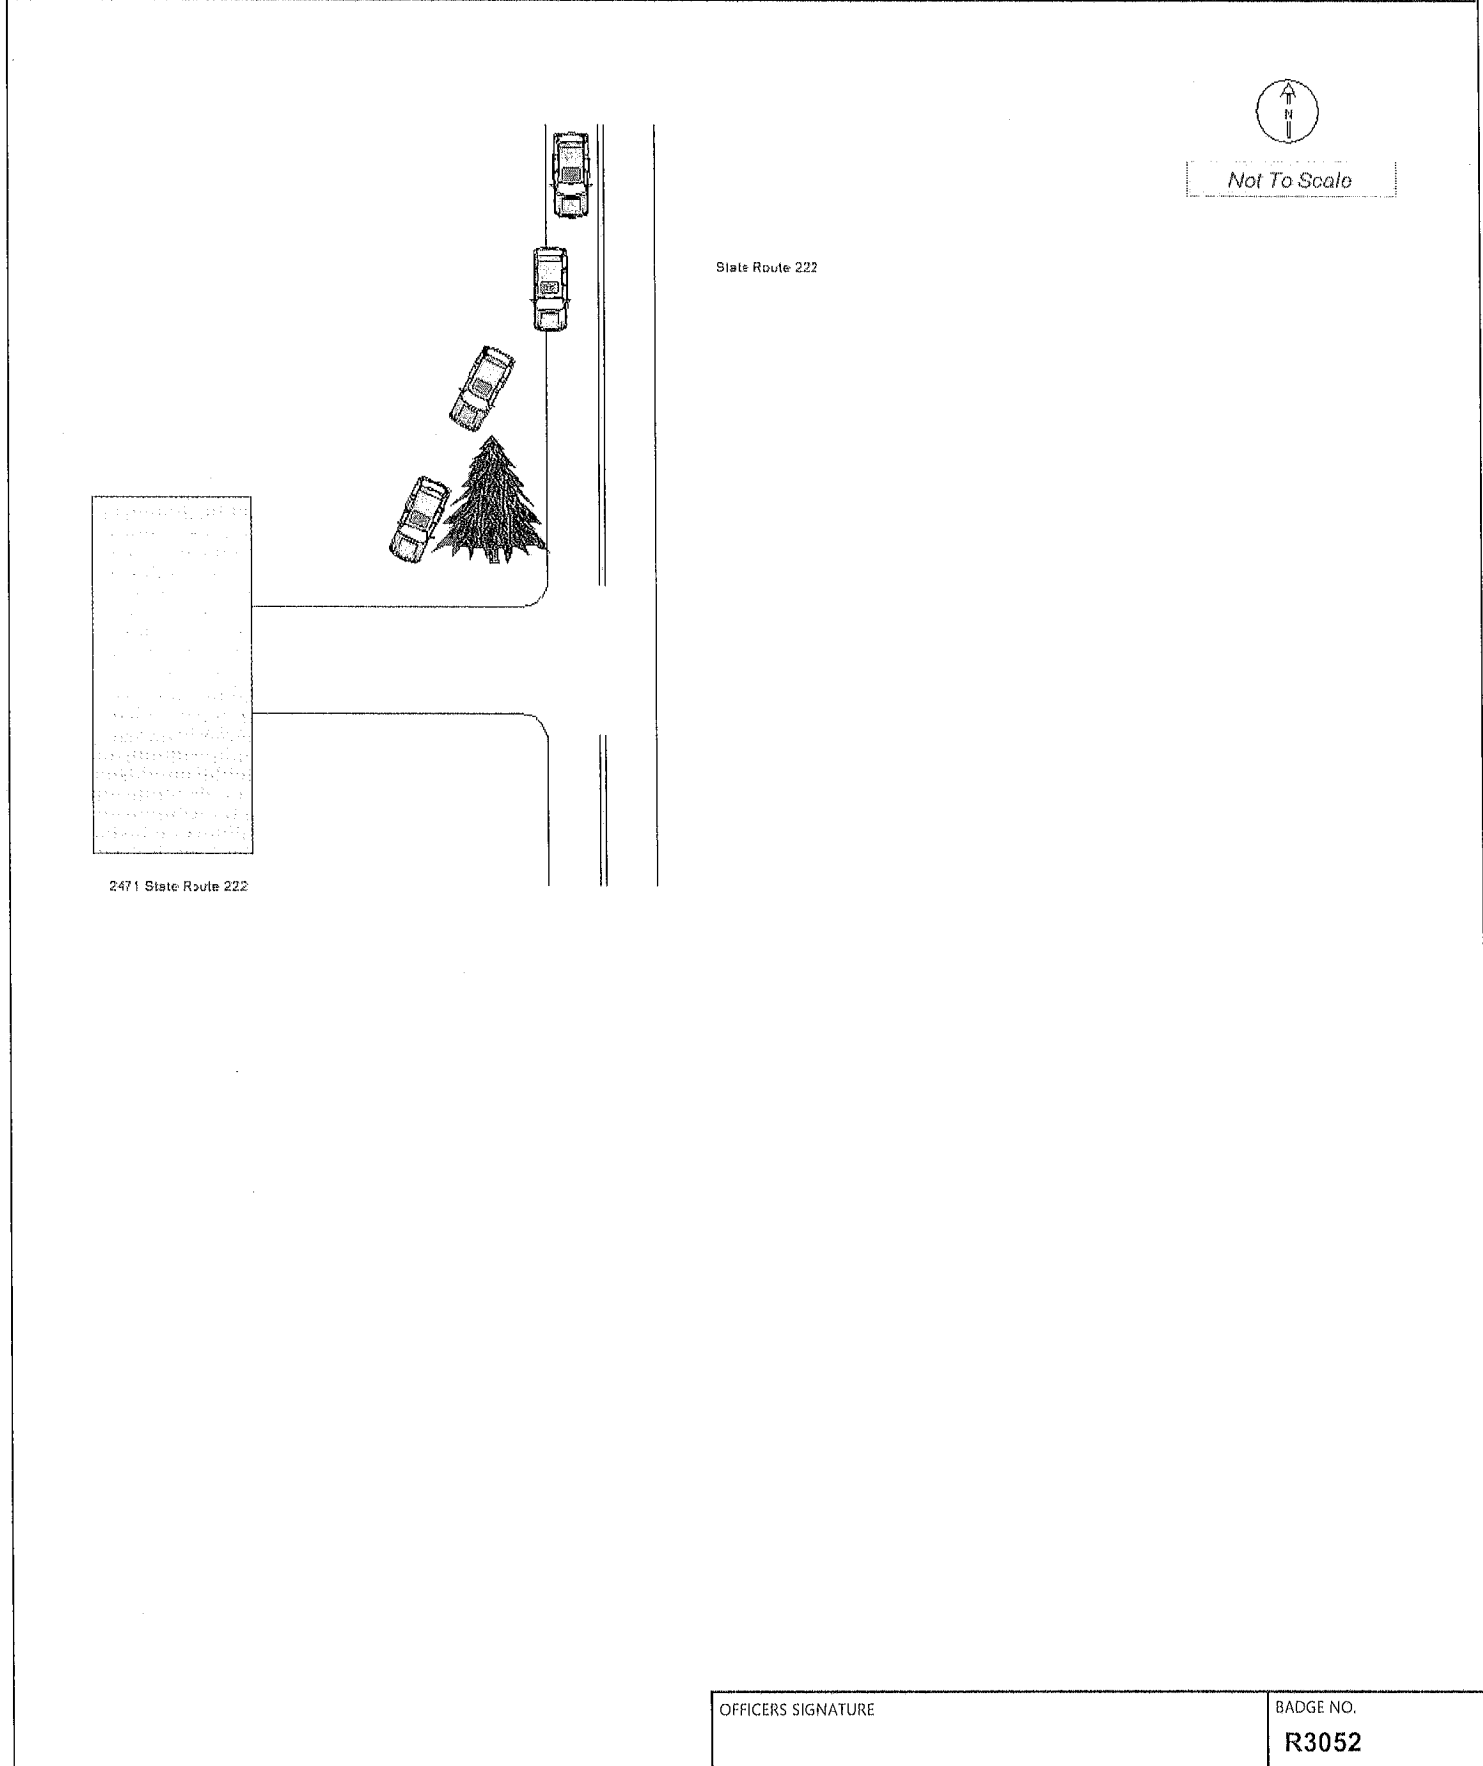 N
Not To Scale
State Route 222
2471 State Route 222
OFFICERS SIGNATURE
BADGE NO.
R3052